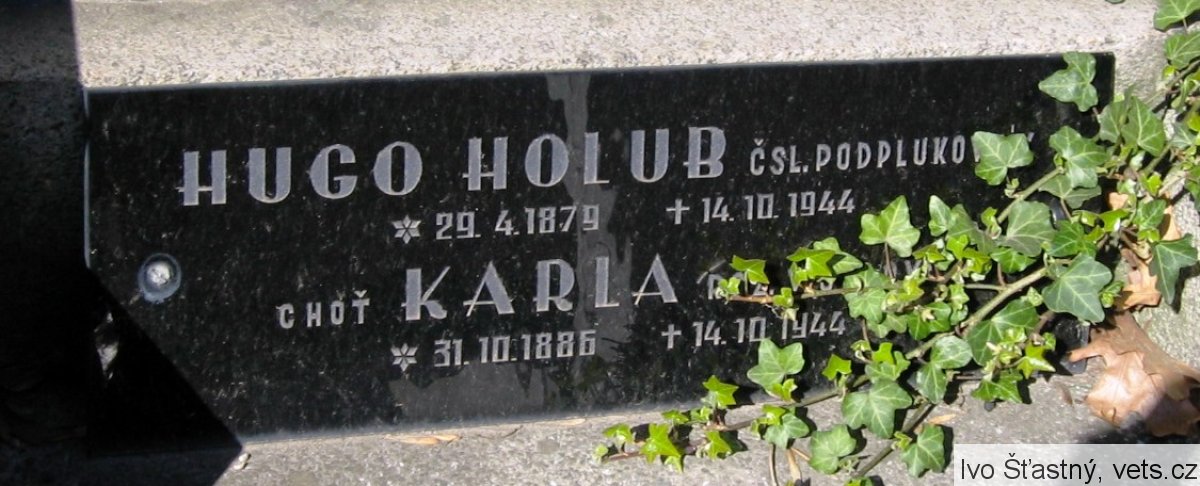 HUGO HOLUB ČSL. PODPLUKOVNÍK
* 29. 4. 1879 + 14. 10. 1944
CHOŤ KARLA
* 31. 10. 1886 + 14. 10. 1944
Ivo Šťastný, vets.cz